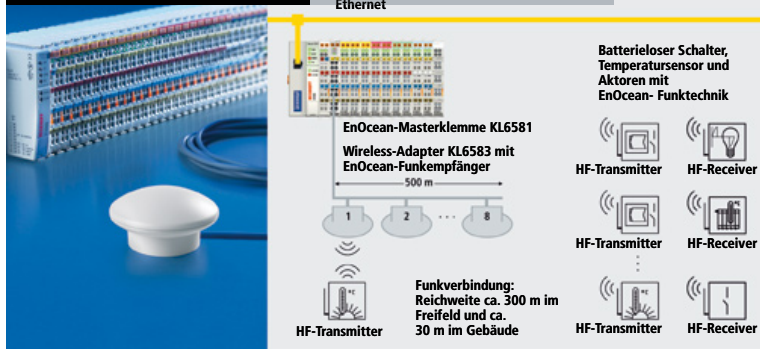 Ethernet
Batterieloser Schalter,
Temperatursensor und
Aktoren mit
EnOcean- Funktechnik
EnOcean-Masterklemme KL6581
Wireless-Adapter KL6583 mit
EnOcean-Funkempfänger
500 m
1
2
. . .
8
HF-Transmitter
HF-Receiver
HF-Transmitter
HF-Receiver
°C
°C
Funkverbindung:
Reichweite ca. 300 m im
Freifeld und ca.
30 m im Gebäude
°C
HF-Transmitter
HF-Transmitter
HF-Receiver